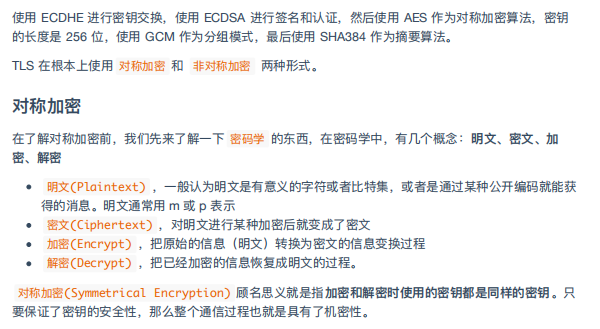 使用 ECDHE 进行密钥交换，使用 ECDSA 进行签名和认证，然后使用 AES 作为对称加密算法，密钥
的长度是 256 位，使用 GCM 作为分组模式，最后使用 SHA384 作为摘要算法。
TLS 在根本上使用 对称加密 和 非对称加密 两种形式。
对称加密
在了解对称加密前，我们先来了解一下 密码学 的东西，在密码学中，有几个概念：明文、密文、加
密、解密
• 明文(Plaintext) ，一般认为明文是有意义的字符或者比特集，或者是通过某种公开编码就能获
得的消息。明文通常用 m 或 p 表示
• 密文(Ciphertext) ，对明文进行某种加密后就变成了密文
• 加密(Encrypt) ，把原始的信息（明文）转换为密文的信息变换过程
• 解密(Decrypt) ，把已经加密的信息恢复成明文的过程。
对称加密(Symmetrical Encryption) 顾名思义就是指加密和解密时使用的密钥都是同样的密钥。只
要保证了密钥的安全性，那么整个通信过程也就是具有了机密性。